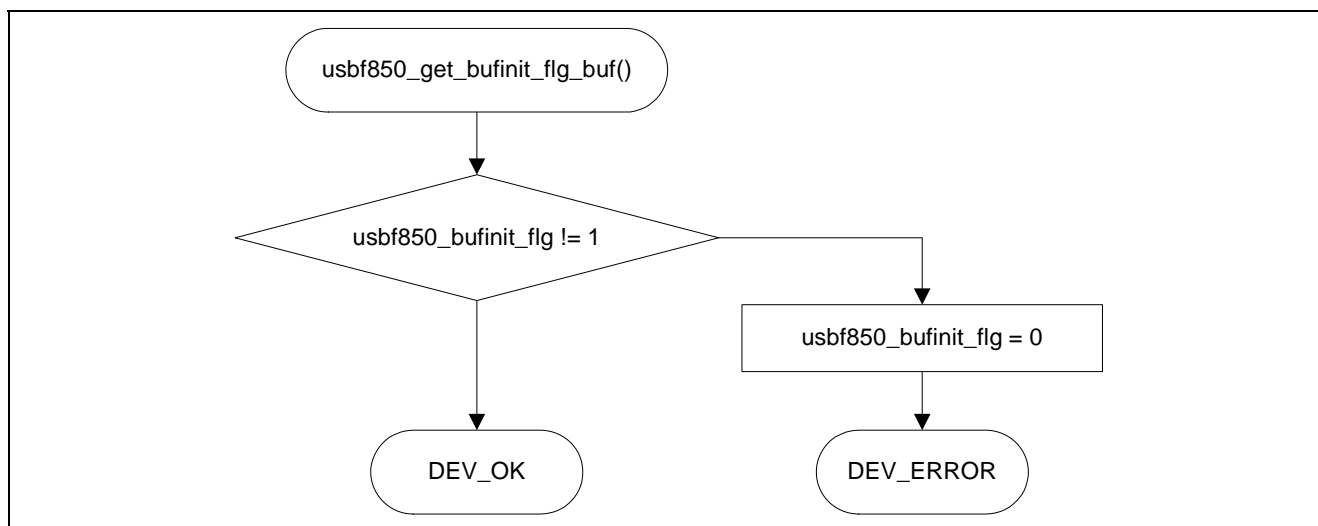 usbf850_get_bufinit_flg_buf()
usbf850_bufinit_flg != 1
usbf850_bufinit_flg = 0
DEV_OK
DEV_ERROR